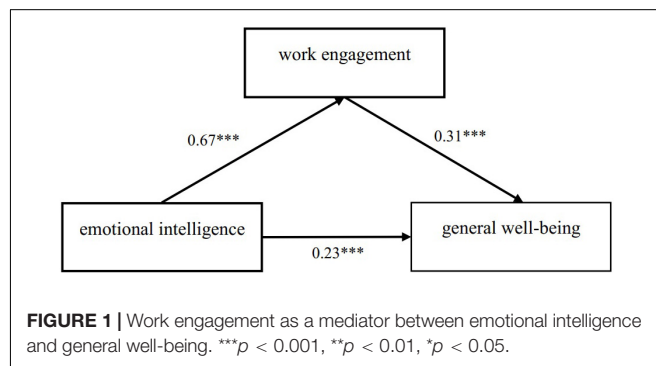 work engagement
0.67***
0.31***
emotional intelligence
general well-being
0.23***
FIGURE 1 | Work engagement as a mediator between emotional intelligence
and general well-being. ***p < 0.001, **p < 0.01, *p < 0.05.